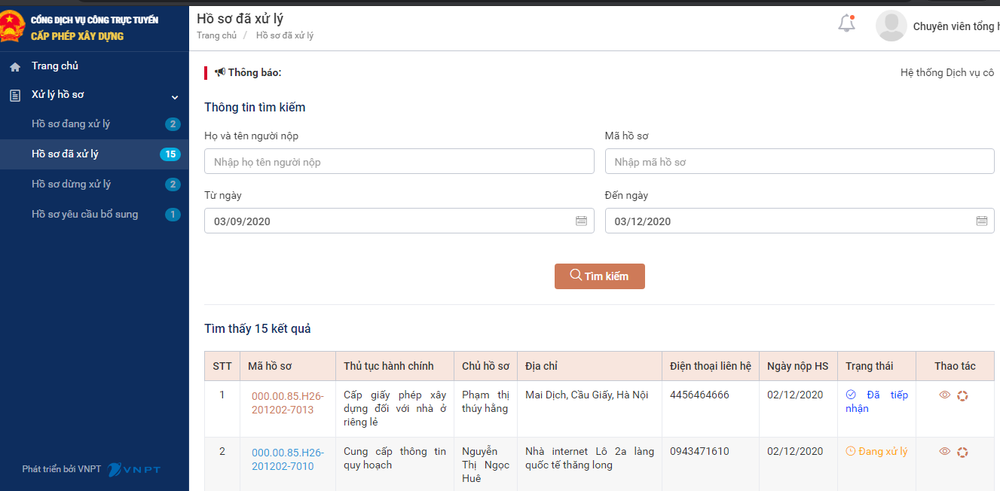 CỔNG DỊCH VỤ CÔNG TRỰC TUYẾN
CẤP PHÉP XÂY DỰNG
Trang chủ
Xử lý hồ sơ
Hồ sơ đang xử lý 2
Hồ sơ đã xử lý 15
Hồ sơ dừng xử lý 2
Hồ sơ yêu cầu bổ sung 1
Phát triển bởi VNPT VNPT
Hồ sơ đã xử lý
Trang chủ / Hồ sơ đã xử lý
Chuyên viên tổng
Thông báo:
Hệ thống Dịch vụ cô
Thông tin tìm kiếm
Họ và tên người nộp
Mã hồ sơ
Nhập họ tên người nộp
Nhập mã hồ sơ
Từ ngày
Đến ngày
03/09/2020
03/12/2020
Tìm kiếm
Tìm thấy 15 kết quả
STT Mã hồ sơ Thủ tục hành chính Chủ hồ sơ Địa chỉ Điện thoại liên hệ Ngày nộp HS Trạng thái Thao tác
1 000.00.85.H26- Cấp giấy phép xây Phạm thị Mai Dịch, Cầu Giấy, Hà Nội 4456464666 02/12/2020 Đã tiếp
201202-7013 dựng đối với nhà ở thúy hằng nhận
riêng lẻ
2 000.00.85.H26- Cung cấp thông tin Nguyễn Nhà internet Lô 2a làng 0943471610 02/12/2020 Đang xử lý
201202-7010 quy hoạch Thị Ngọc quốc tế thăng long
Huê